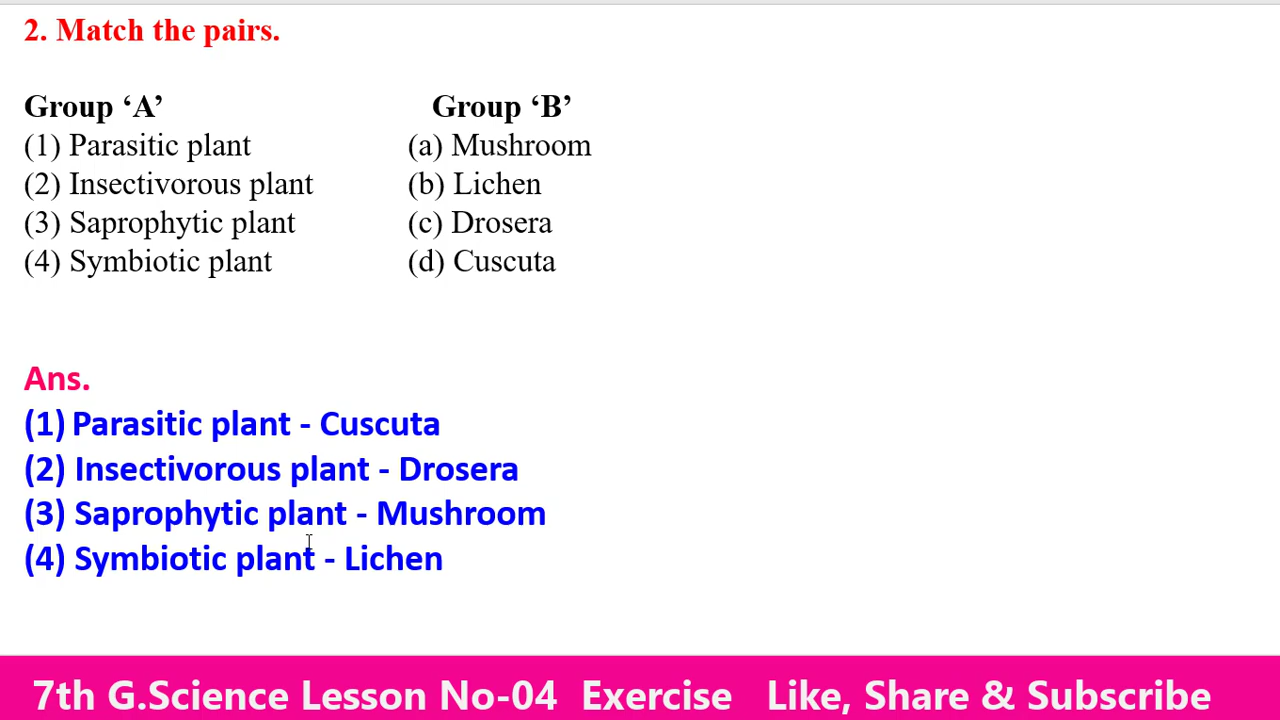 2. Match the pairs.
Group ‘A’ Group ‘B’
(1) Parasitic plant (a) Mushroom
(2) Insectivorous plant (b) Lichen
(3) Saprophytic plant (c) Drosera
(4) Symbiotic plant (d) Cuscuta
Ans.
(1) Parasitic plant - Cuscuta
(2) Insectivorous plant - Drosera
(3) Saprophytic plant - Mushroom
(4) Symbiotic plant - Lichen
7th G.Science Lesson No-04 Exercise Like, Share & Subscribe